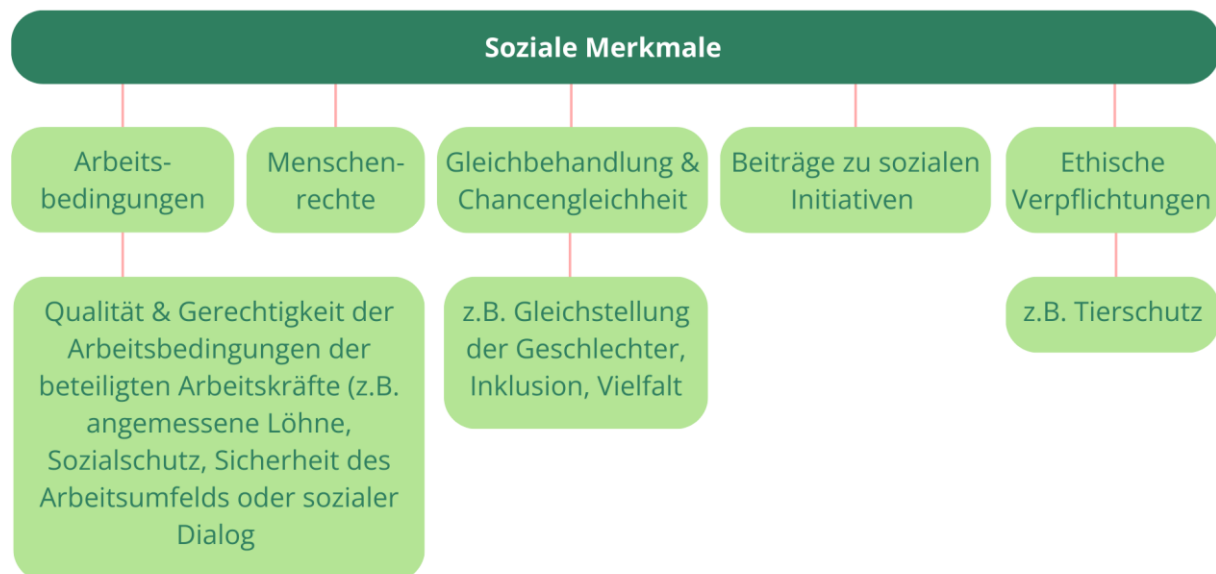 Soziale Merkmale
Arbeits-
bedingungen
Menschen-
rechte
Gleichbehandlung &
Chancengleichheit
Beiträge zu sozialen
Initiativen
Ethische
Verpflichtungen
Qualität & Gerechtigkeit der
Arbeitsbedingungen der
beteiligten Arbeitskräfte (z.B.
angemessene Löhne,
Sozialschutz, Sicherheit des
Arbeitsumfelds oder sozialer
Dialog
z.B. Gleichstellung
der Geschlechter,
Inklusion, Vielfalt
z.B. Tierschutz